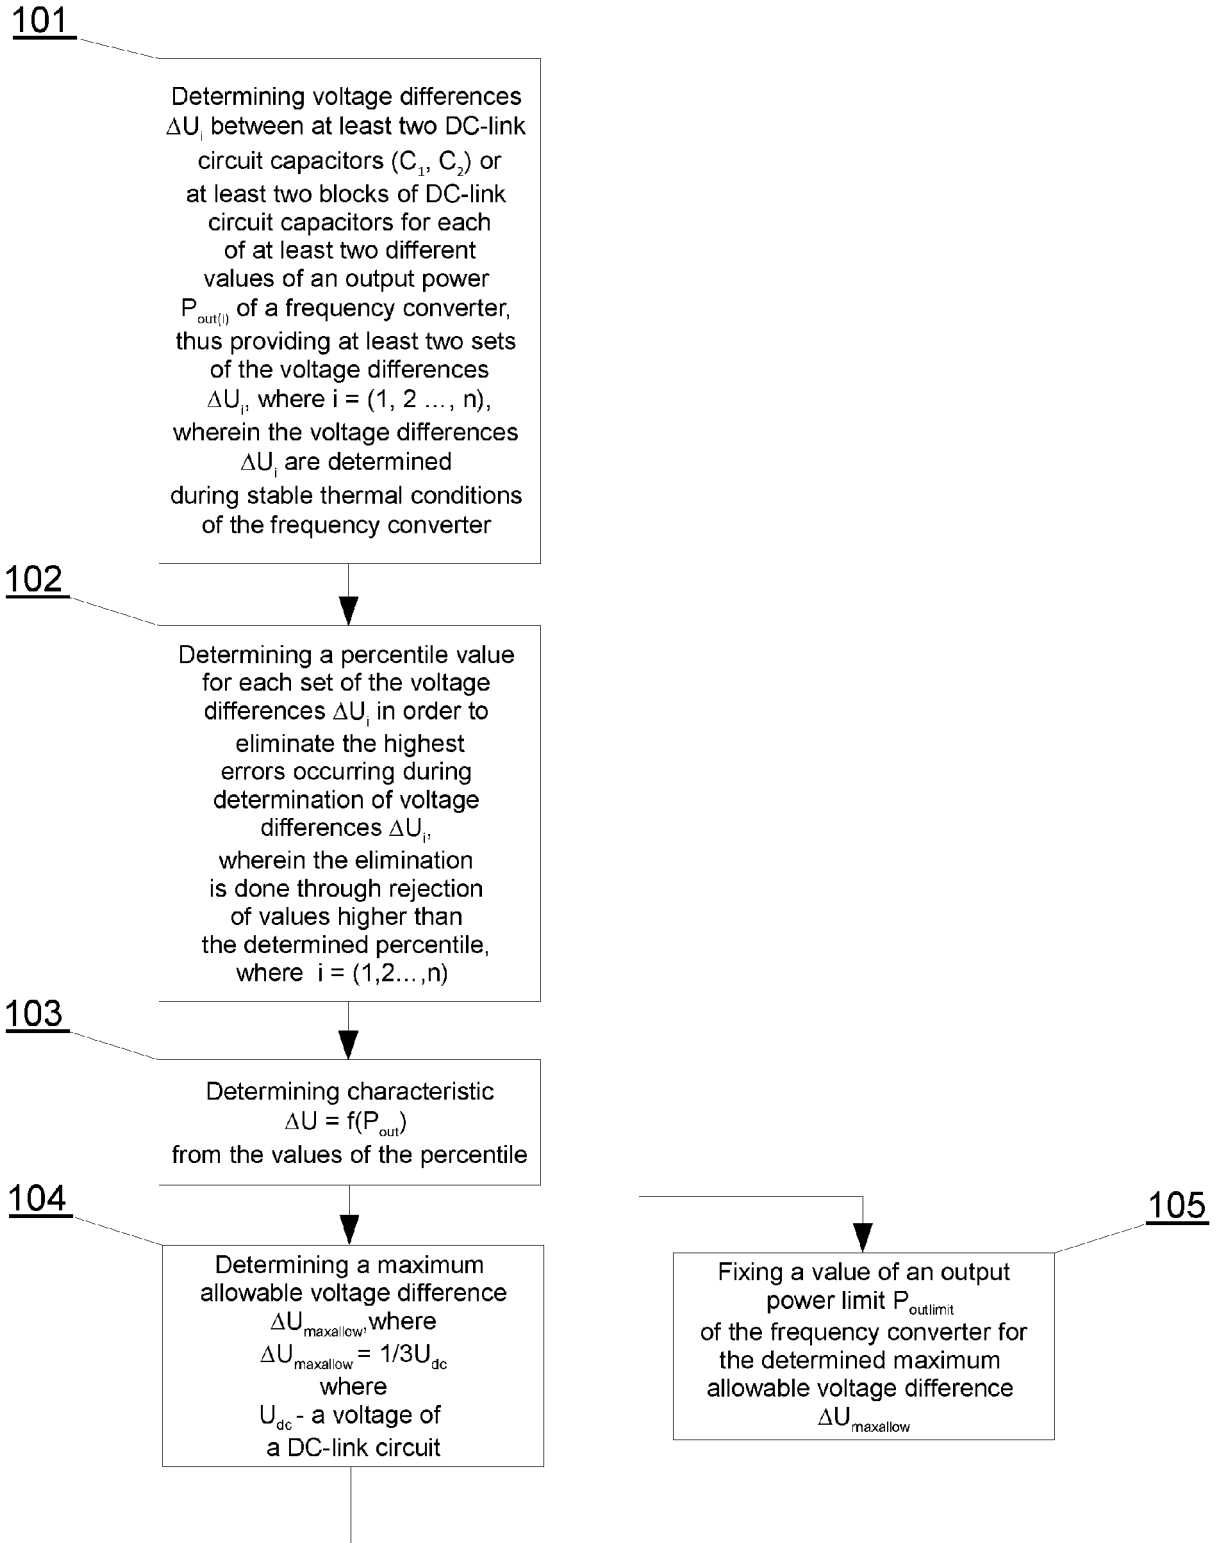 101
Determining voltage differences
ΔUi between at least two DC-link
circuit capacitors (C1, C2) or
at least two blocks of DC-link
circuit capacitors for each
of at least two different
values of an output power
Pout(i) of a frequency converter,
thus providing at least two sets
of the voltage differences
ΔUi, where i = (1, 2 ..., n),
wherein the voltage differences
ΔUi are determined
during stable thermal conditions
of the frequency converter
102
Determining a percentile value
for each set of the voltage
differences ΔUi in order to
eliminate the highest
errors occurring during
determination of voltage
differences ΔUi,
wherein the elimination
is done through rejection
of values higher than
the determined percentile,
where i = (1,2...,n)
103
Determining characteristic
ΔU = f(Pout)
from the values of the percentile
104
Determining a maximum
allowable voltage difference
ΔUmaxallow, where
ΔUmaxallow = 1/3Udc
where
Udc - a voltage of
a DC-link circuit
105
Fixing a value of an output
power limit Poutlimit
of the frequency converter for
the determined maximum
allowable voltage difference
ΔUmaxallow